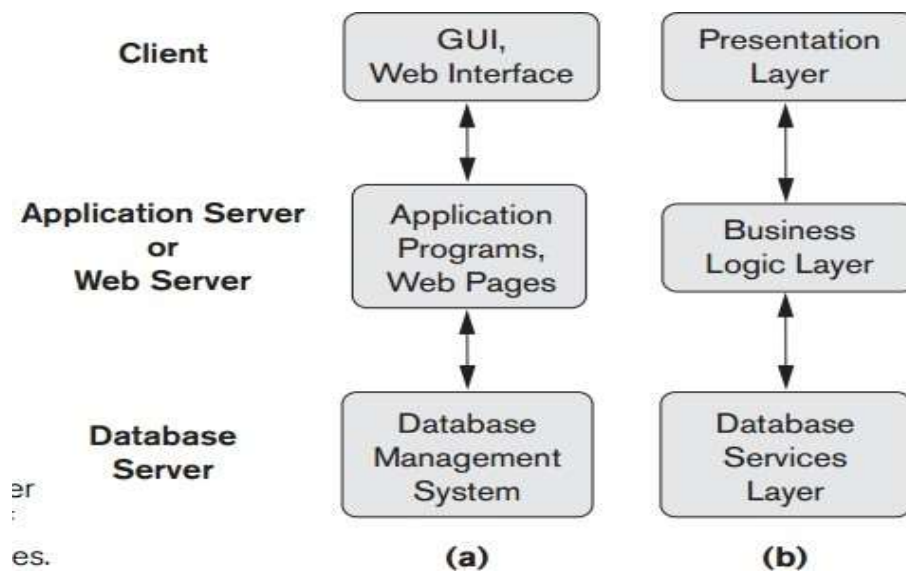 Client
GUI,
Web Interface
Presentation
Layer
Application Server
or
Web Server
Application
Programs,
Web Pages
Business
Logic Layer
Database
Server
Database
Management
System
Database
Services
Layer
er
es.
(a)
(b)